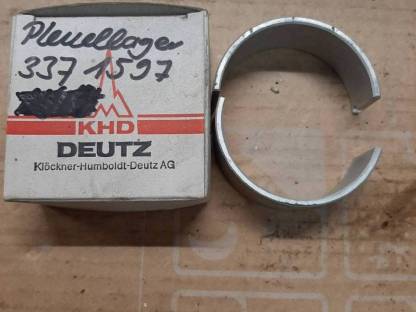 Pleuellager
337 1597
KHD
DEUTZ
Klöckner-Humboldt-Deutz AG